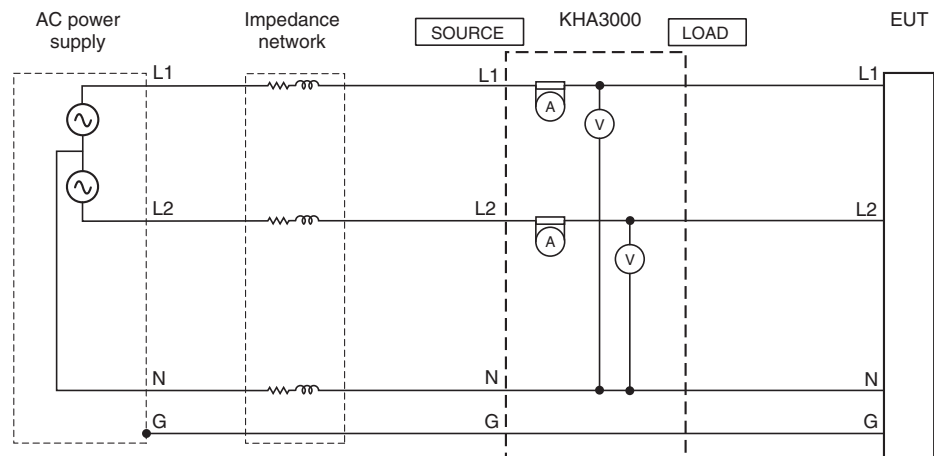 AC power supply
Impedance network
SOURCE
KHA3000
LOAD
EUT
L1
L1
L1
A
V
L2
L2
L2
A
V
N
N
N
G
G
G